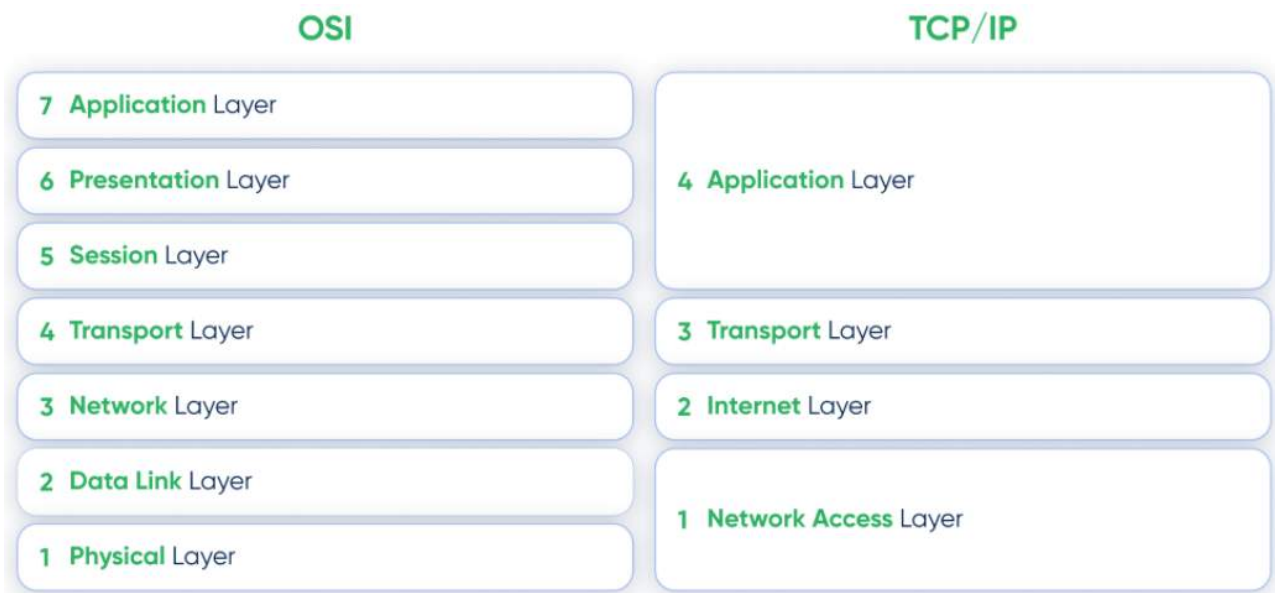 OSI
7 Application Layer
6 Presentation Layer
5 Session Layer
4 Transport Layer
3 Network Layer
2 Data Link Layer
1 Physical Layer
TCP/IP
4 Application Layer
3 Transport Layer
2 Internet Layer
1 Network Access Layer